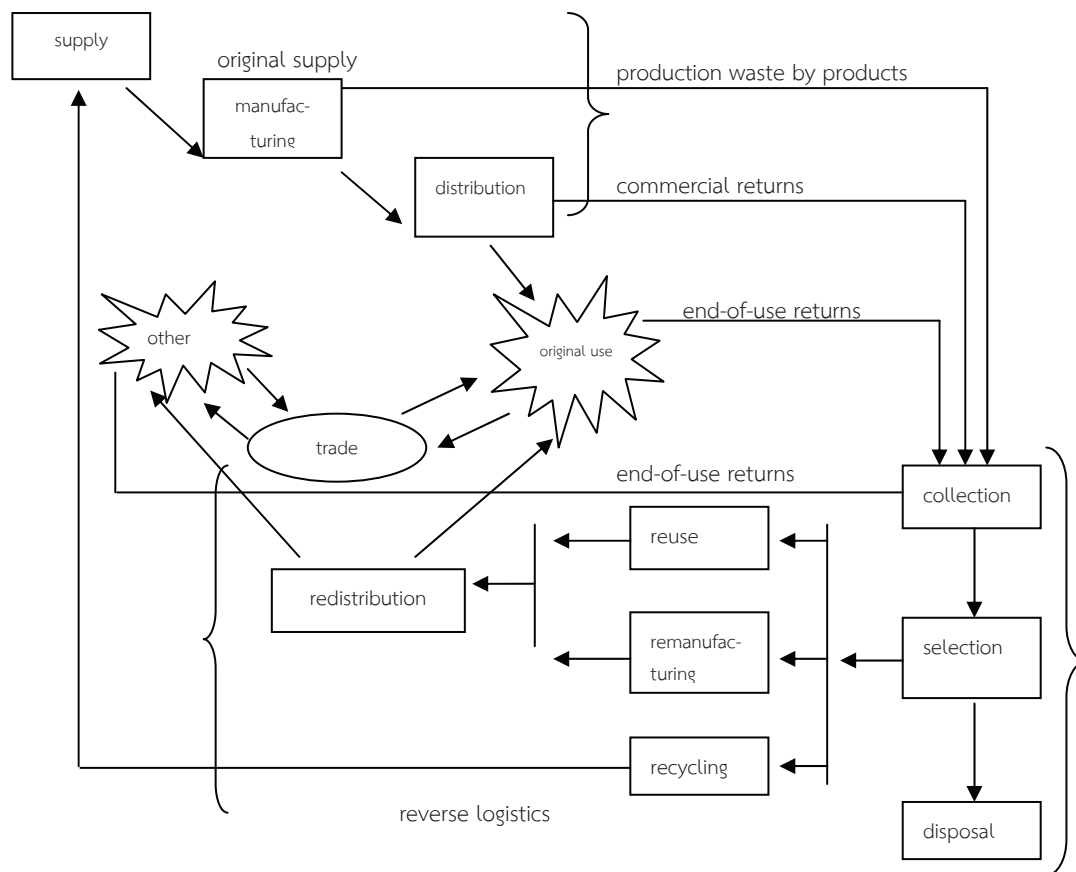 supply
original supply
production waste by products
manufac-
turing
distribution
commercial returns
end-of-use returns
other
original use
trade
end-of-use returns
collection
reuse
redistribution
remanufac-
turing
selection
recycling
reverse logistics
disposal